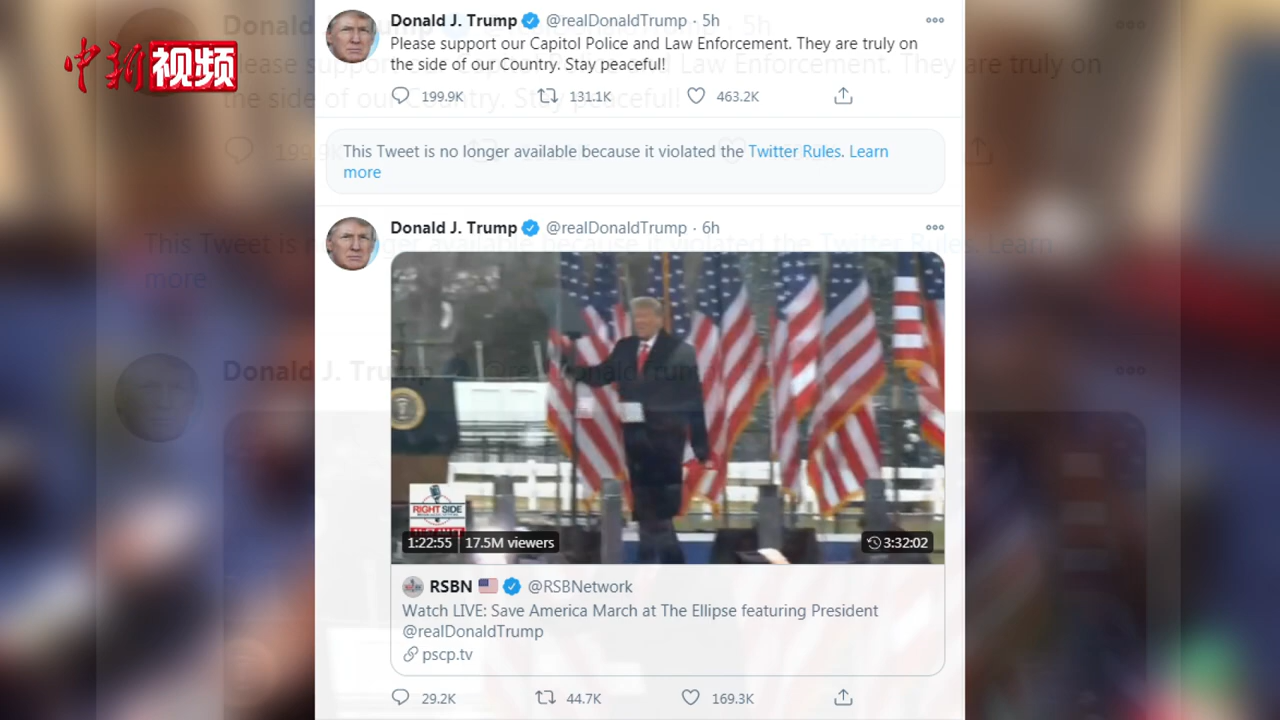 中新视频
Donald J. Trump @realDonaldTrump · 5h
Please support our Capitol Police and Law Enforcement. They are truly on
the side of our Country. Stay peaceful!
199.9K 131.1K 463.2K
This Tweet is no longer available because it violated the Twitter Rules. Learn
more
Donald J. Trump @realDonaldTrump · 6h
RIGHT SIDE
1:22:55 17.5M viewers 3:32:02
RSBN @RSBNetwork
Watch LIVE: Save America March at The Ellipse featuring President
@realDonaldTrump
pscp.tv
29.2K 44.7K 169.3K